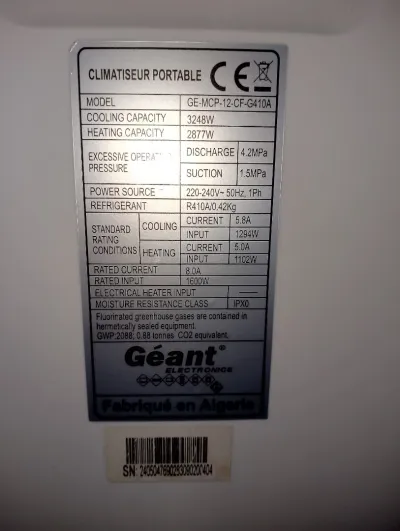 CLIMATISEUR PORTABLE CE
MODEL GE-MCP-12-CF-G410A
COOLING CAPACITY 3248W
HEATING CAPACITY 2877W
EXCESSIVE OPERATING PRESSURE DISCHARGE 4.2MPa
SUCTION 1.5MPa
POWER SOURCE 220-240V~ 50Hz, 1Ph
REFRIGERANT R410A/0.42Kg
STANDARD RATING CONDITIONS COOLING CURRENT 5.8A
INPUT 1294W
HEATING CURRENT 5.0A
INPUT 1102W
RATED CURRENT 8.0A
RATED INPUT 1600W
ELECTRICAL HEATER INPUT ——
MOISTURE RESISTANCE CLASS IPX0
Fluorinated greenhouse gases are contained in
hermetically sealed equipment.
GWP:2088; 0.88 tonnes CO2 equivalent,
Géant®
ELECTRONICS
Fabriqué en Algerie
SN: